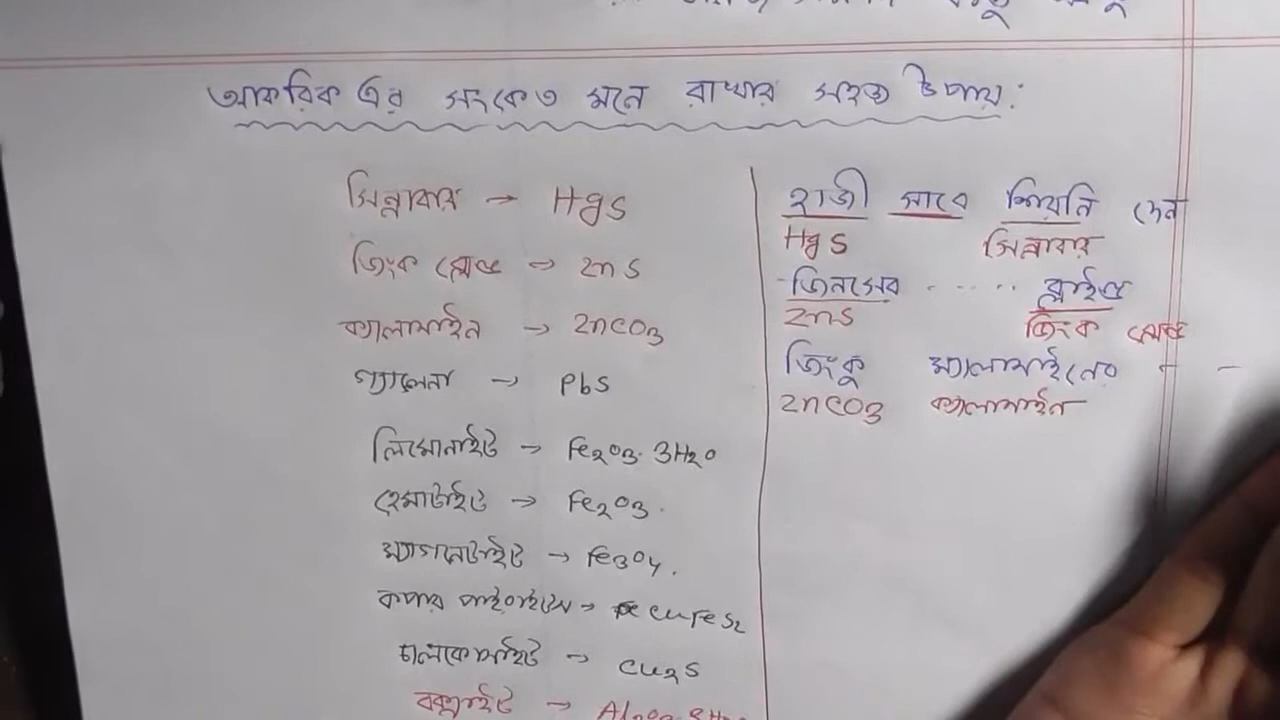 আকরিক এর সংকেত মনে রাখার সহজ উপায়:
সিন্নাবার → HgS
জিংক ব্লেন্ড → ZnS
ক্যালামাইন → ZnCO3
গ্যালেনা → PbS
লিমোনাইট → Fe2O3. 3H2O
হেমাটাইট → Fe2O3.
ম্যাগনেটাইট → Fe3O4.
কপার পাইরাইটস → CuFeS2
চালকোসাইট → Cu2S
বক্সাইট →
হাজী সাবে শিন্নি দেন
HgS সিন্নাবার
জিনসের ..... ব্লাইন্ড
ZnS জিংক ব্লেন্ড
জিংকু ম্যালামাইনের
ZnCO3 ক্যালামাইন